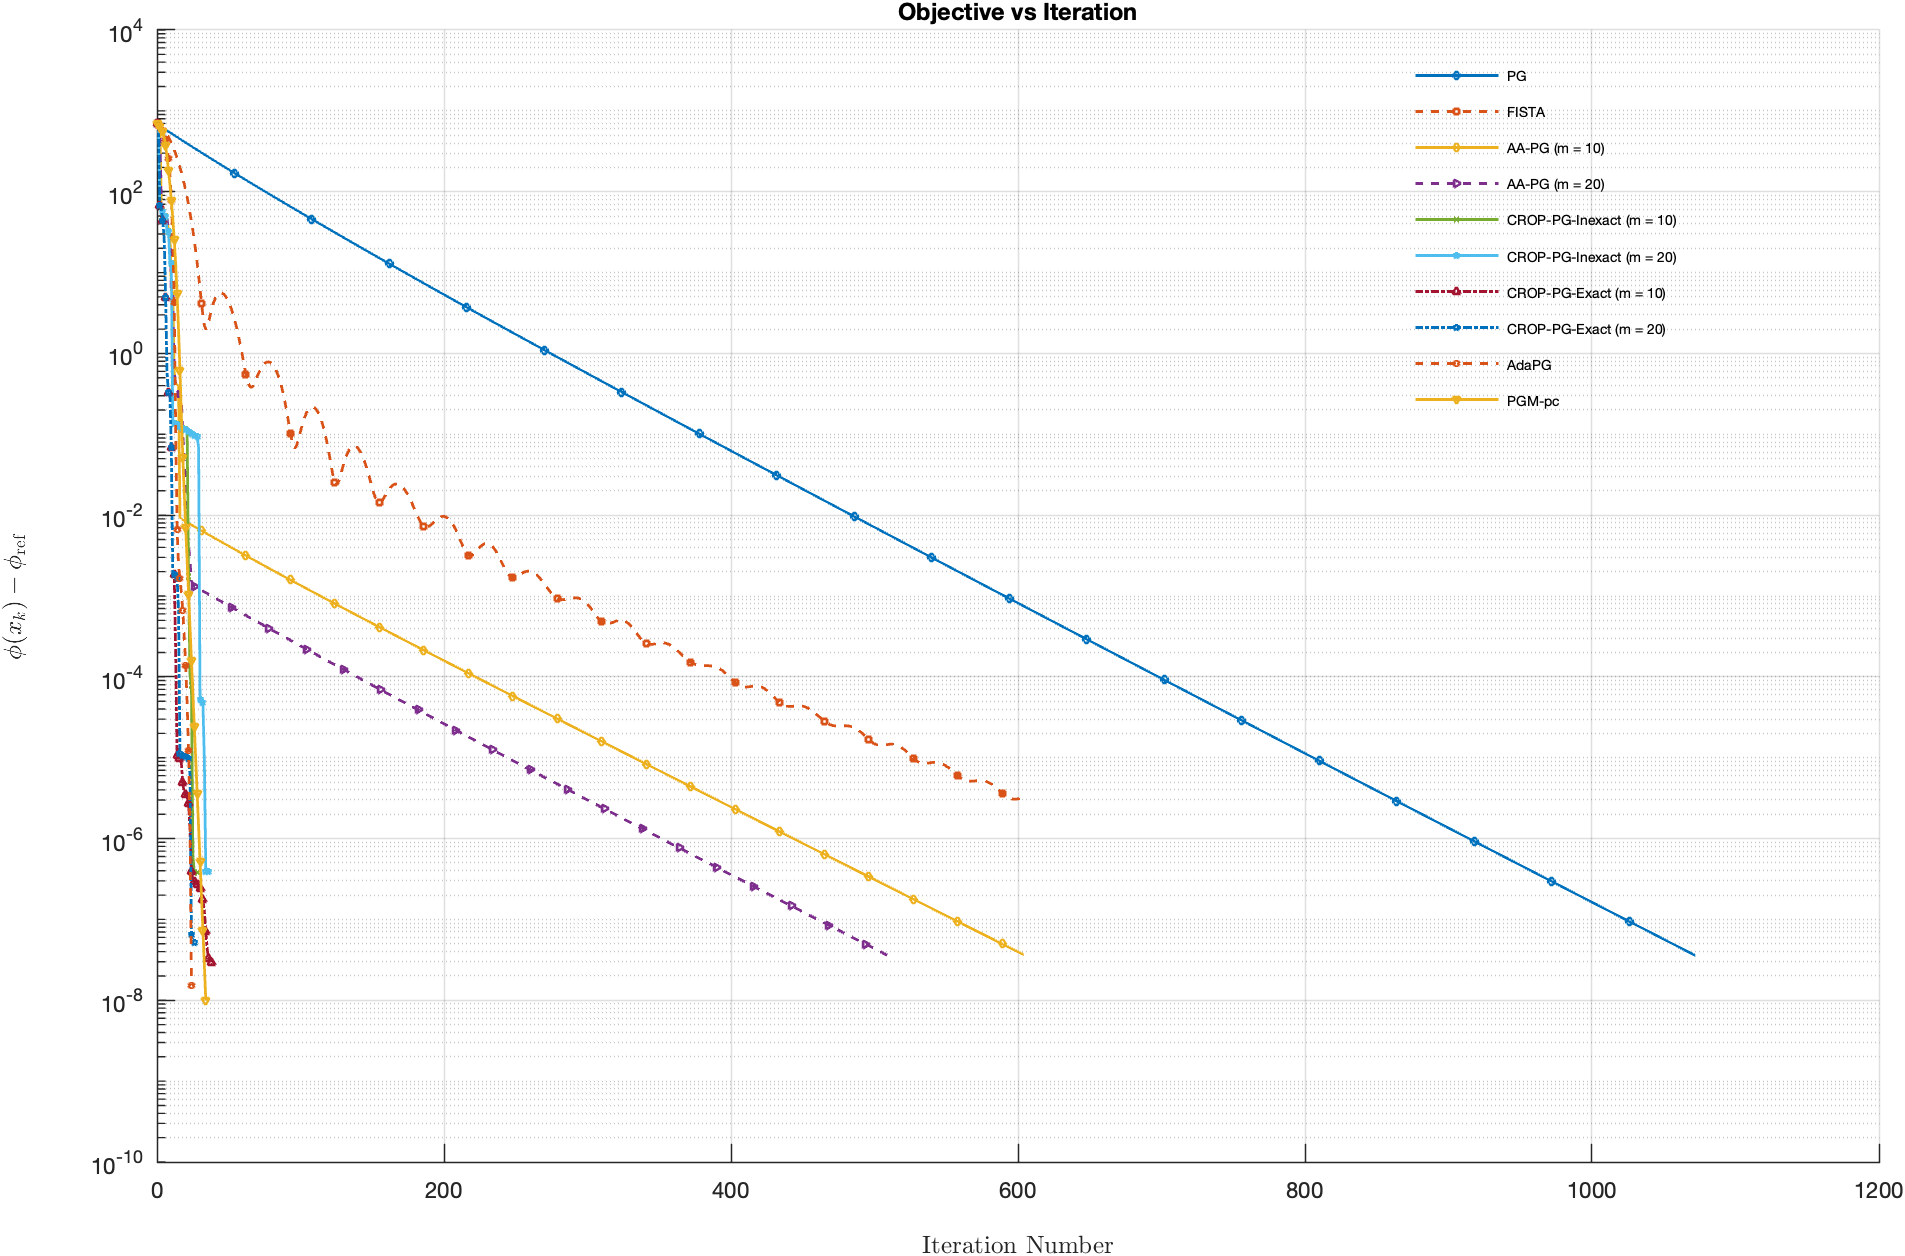 Objective vs Iteration
10^4
10^2
10^0
10^-2
10^-4
10^-6
10^-8
10^-10
ϕ(x_k) − ϕ_ref
PG
FISTA
AA-PG (m = 10)
AA-PG (m = 20)
CROP-PG-Inexact (m = 10)
CROP-PG-Inexact (m = 20)
CROP-PG-Exact (m = 10)
CROP-PG-Exact (m = 20)
AdaPG
PGM-pc
0 200 400 600 800 1000 1200
Iteration Number